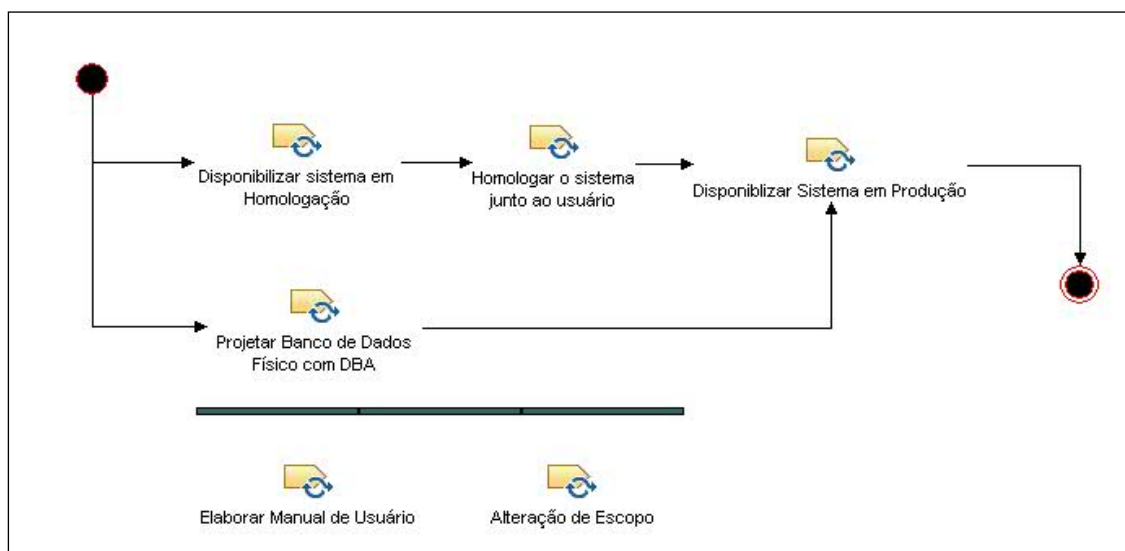 Disponibilizar sistema em
Homologação
Homologar o sistema
junto ao usuário
Disponiblizar Sistema em Produção
Projetar Banco de Dados
Físico com DBA
Elaborar Manual de Usuário
Alteração de Escopo